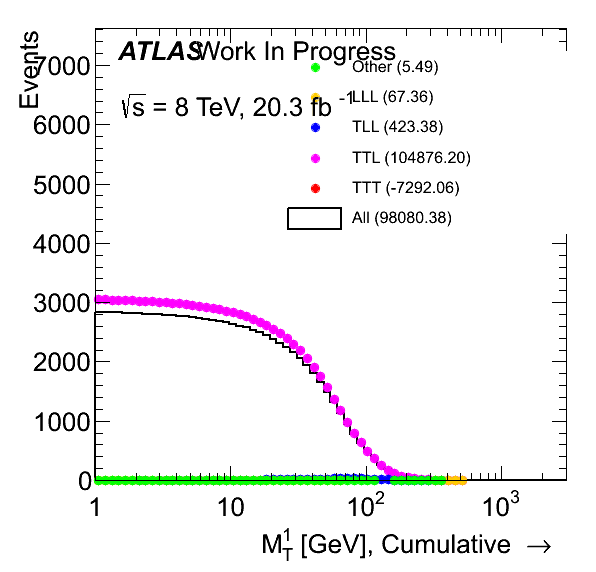 ATLAS Work In Progress
√s = 8 TeV, 20.3 fb⁻¹
Other (5.49)
LLL (67.36)
TLL (423.38)
TTL (104876.20)
TTT (-7292.06)
All (98080.38)
Events
7000
6000
5000
4000
3000
2000
1000
0
1 10 10² 10³
M_T^1 [GeV], Cumulative →